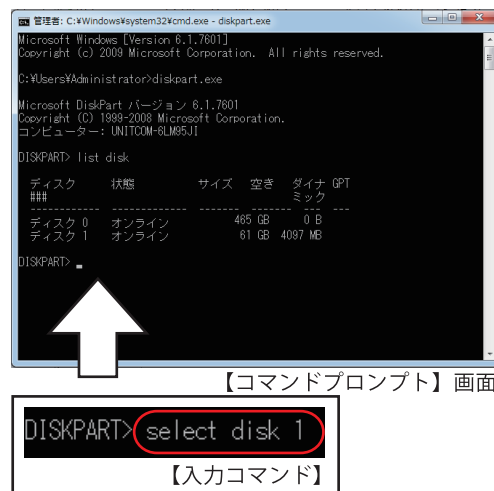 管理者: C:¥Windows¥system32¥cmd.exe - diskpart.exe
Microsoft Windows [Version 6.1.7601]
Copyright (c) 2009 Microsoft Corporation.  All rights reserved.
C:¥Users¥Administrator>diskpart.exe
Microsoft DiskPart バージョン 6.1.7601
Copyright (C) 1999-2008 Microsoft Corporation.
コンピューター: UNITCOM-6LM95JI
DISKPART> list disk
ディスク 状態 サイズ 空き ダイナ GPT
### ミック
------------ ------------- ------- ------- --- ---
ディスク 0 オンライン 465 GB 0 B
ディスク 1 オンライン 61 GB 4097 MB
DISKPART> _
【コマンドプロンプト】画面
DISKPART> select disk 1
【入力コマンド】